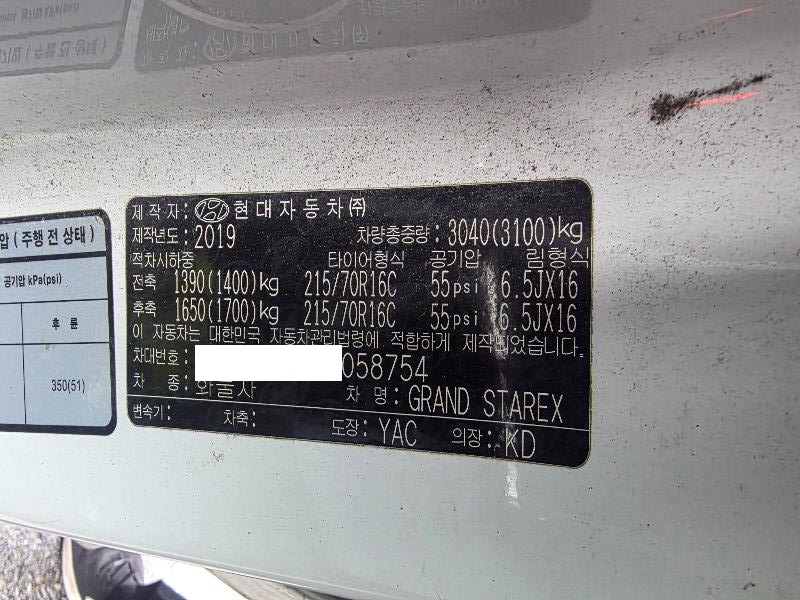 제작자: 현대자동차㈜
제작년도: 2019 차량총중량: 3040(3100)kg
적차시하중 타이어형식 공기압 림형식
전축 1390(1400)kg 215/70R16C 55psi 6.5JX16
후축 1650(1700)kg 215/70R16C 55psi 6.5JX16
이 자동차는 대한민국 자동차관리법령에 적합하게 제작되었습니다.
차대번호: 058754
차 종: 화물차 차 명: GRAND STAREX
변속기: 차축: 도장: YAC 의장: KD
압 (주행 전 상태)
공기압 kPa(psi)
후륜
350(51)